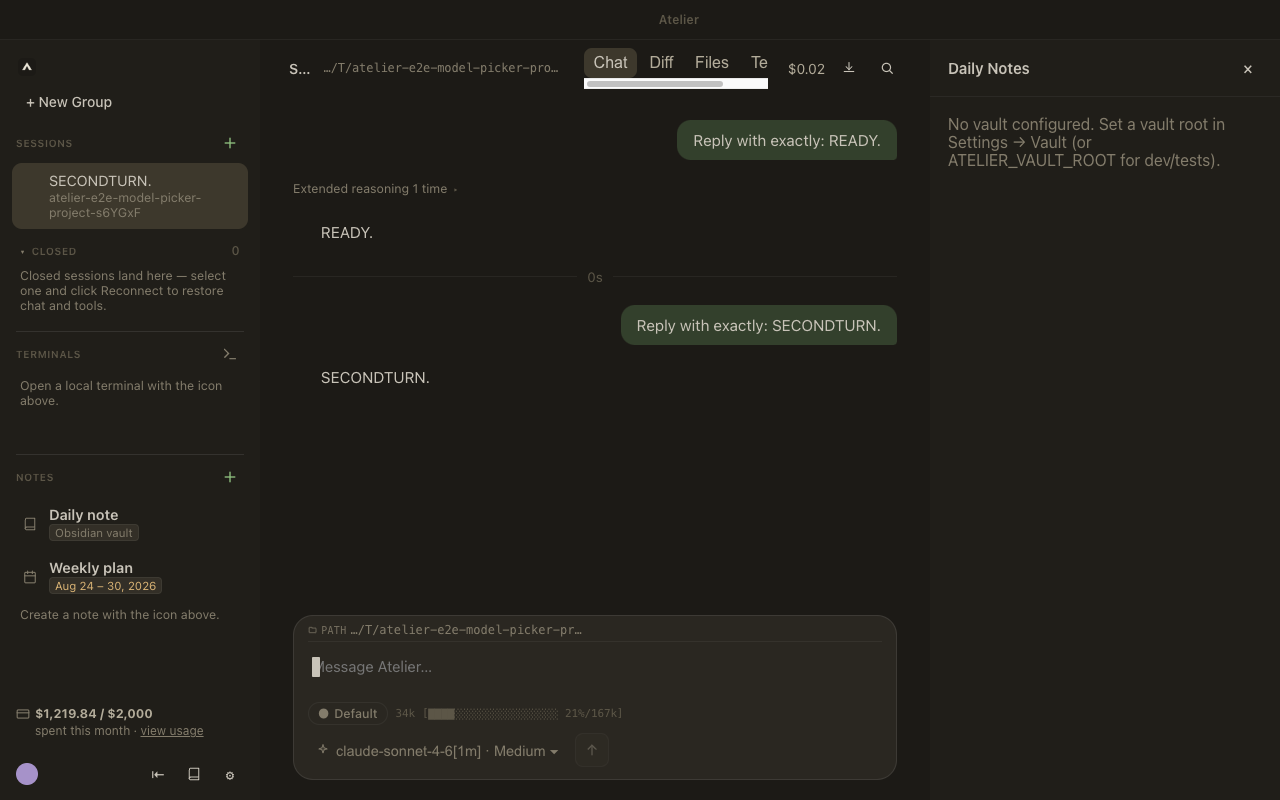 Atelier
+ New Group
SESSIONS
SECONDTURN.
atelier-e2e-model-picker-
project-s6YGxF
CLOSED 0
Closed sessions land here — select
one and click Reconnect to restore
chat and tools.
TERMINALS
Open a local terminal with the icon
above.
NOTES
Daily note
Obsidian vault
Weekly plan
Aug 24 – 30, 2026
Create a note with the icon above.
$1,219.84 / $2,000
spent this month · view usage
S... …/T/atelier-e2e-model-picker-pro… Chat Diff Files Te $0.02
Reply with exactly: READY.
Extended reasoning 1 time
READY.
0s
Reply with exactly: SECONDTURN.
SECONDTURN.
PATH …/T/atelier-e2e-model-picker-pr…
Message Atelier...
Default 34k [ 21%/167k]
claude-sonnet-4-6[1m] · Medium
Daily Notes
No vault configured. Set a vault root in
Settings → Vault (or
ATELIER_VAULT_ROOT for dev/tests).